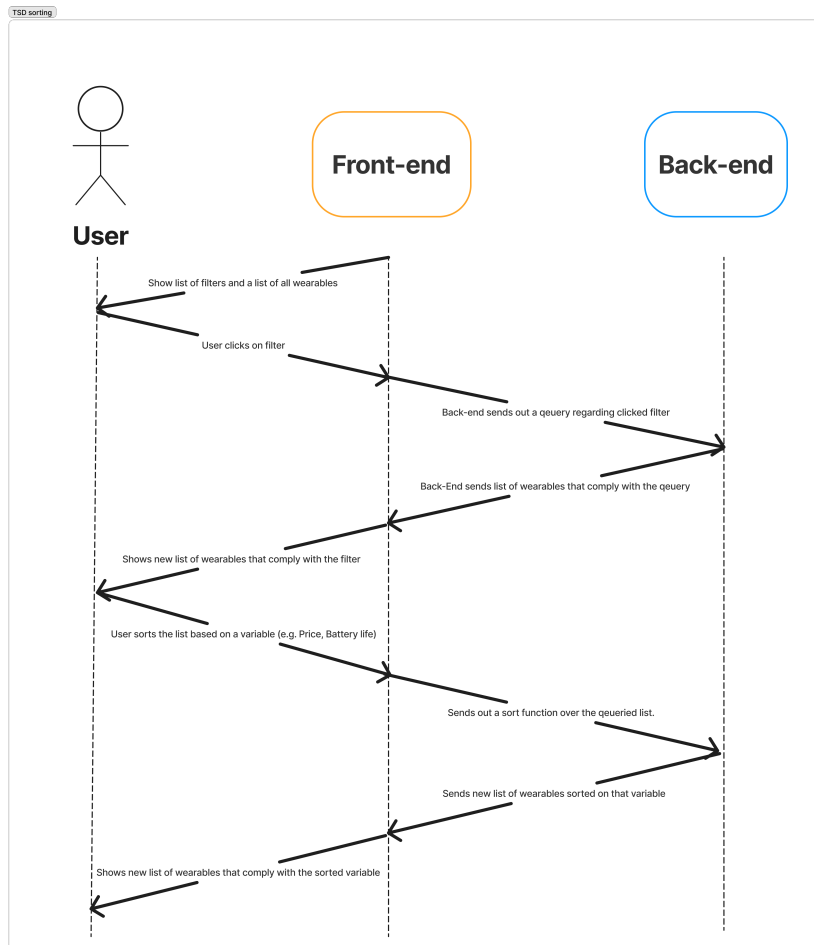 TSD sorting
Front-end
Back-end
User
Show list of filters and a list of all wearables
User clicks on filter
Back-end sends out a qeuery regarding clicked filter
Back-End sends list of wearables that comply with the qeuery
Shows new list of wearables that comply with the filter
User sorts the list based on a variable (e.g. Price, Battery life)
Sends out a sort function over the qeueried list.
Sends new list of wearables sorted on that variable
Shows new list of wearables that comply with the sorted variable